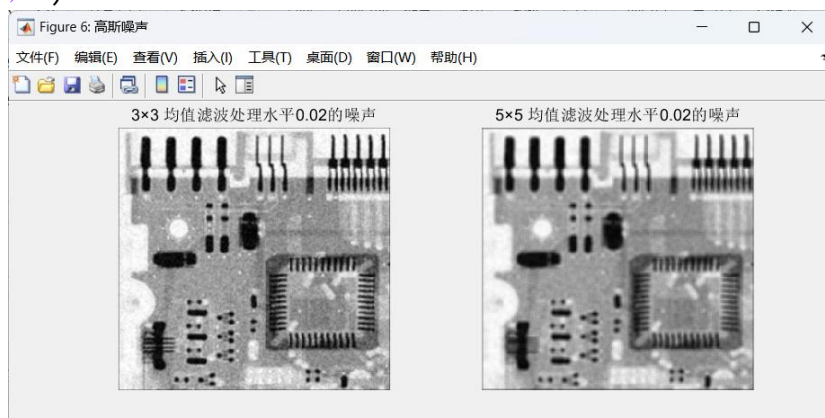 Figure 6: 高斯噪声
文件(F) 编辑(E) 查看(V) 插入(I) 工具(T) 桌面(D) 窗口(W) 帮助(H)
3×3 均值滤波处理水平0.02的噪声
5×5 均值滤波处理水平0.02的噪声